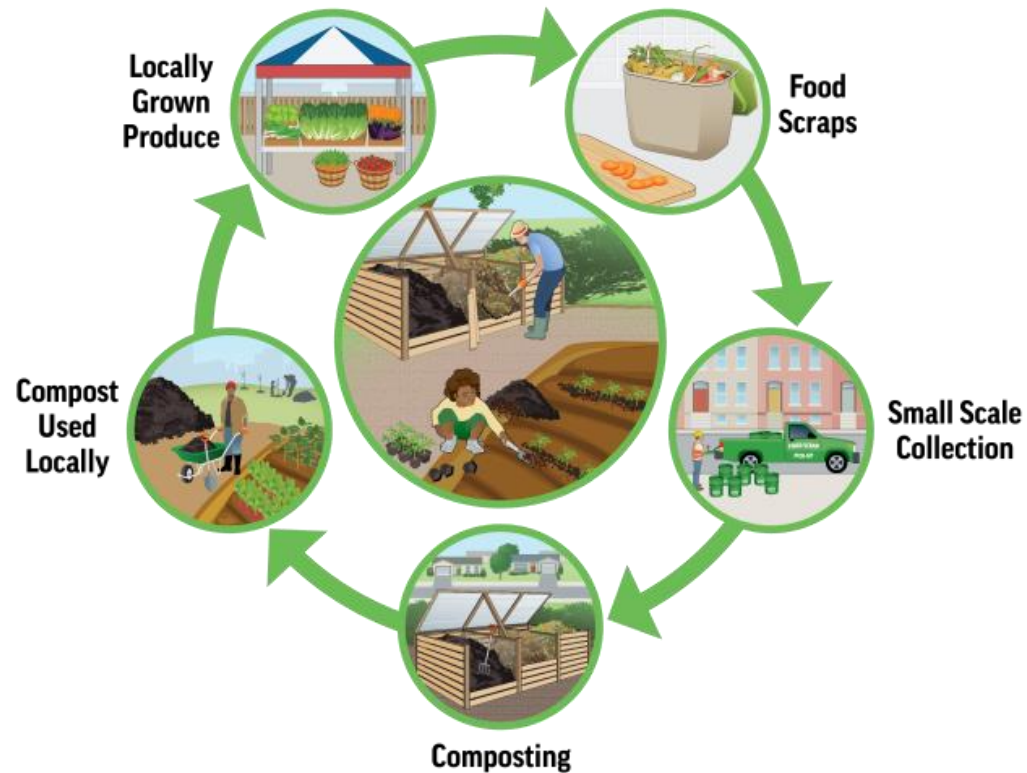 Locally
Grown
Produce
Food
Scraps
Small Scale
Collection
Composting
Compost
Used
Locally